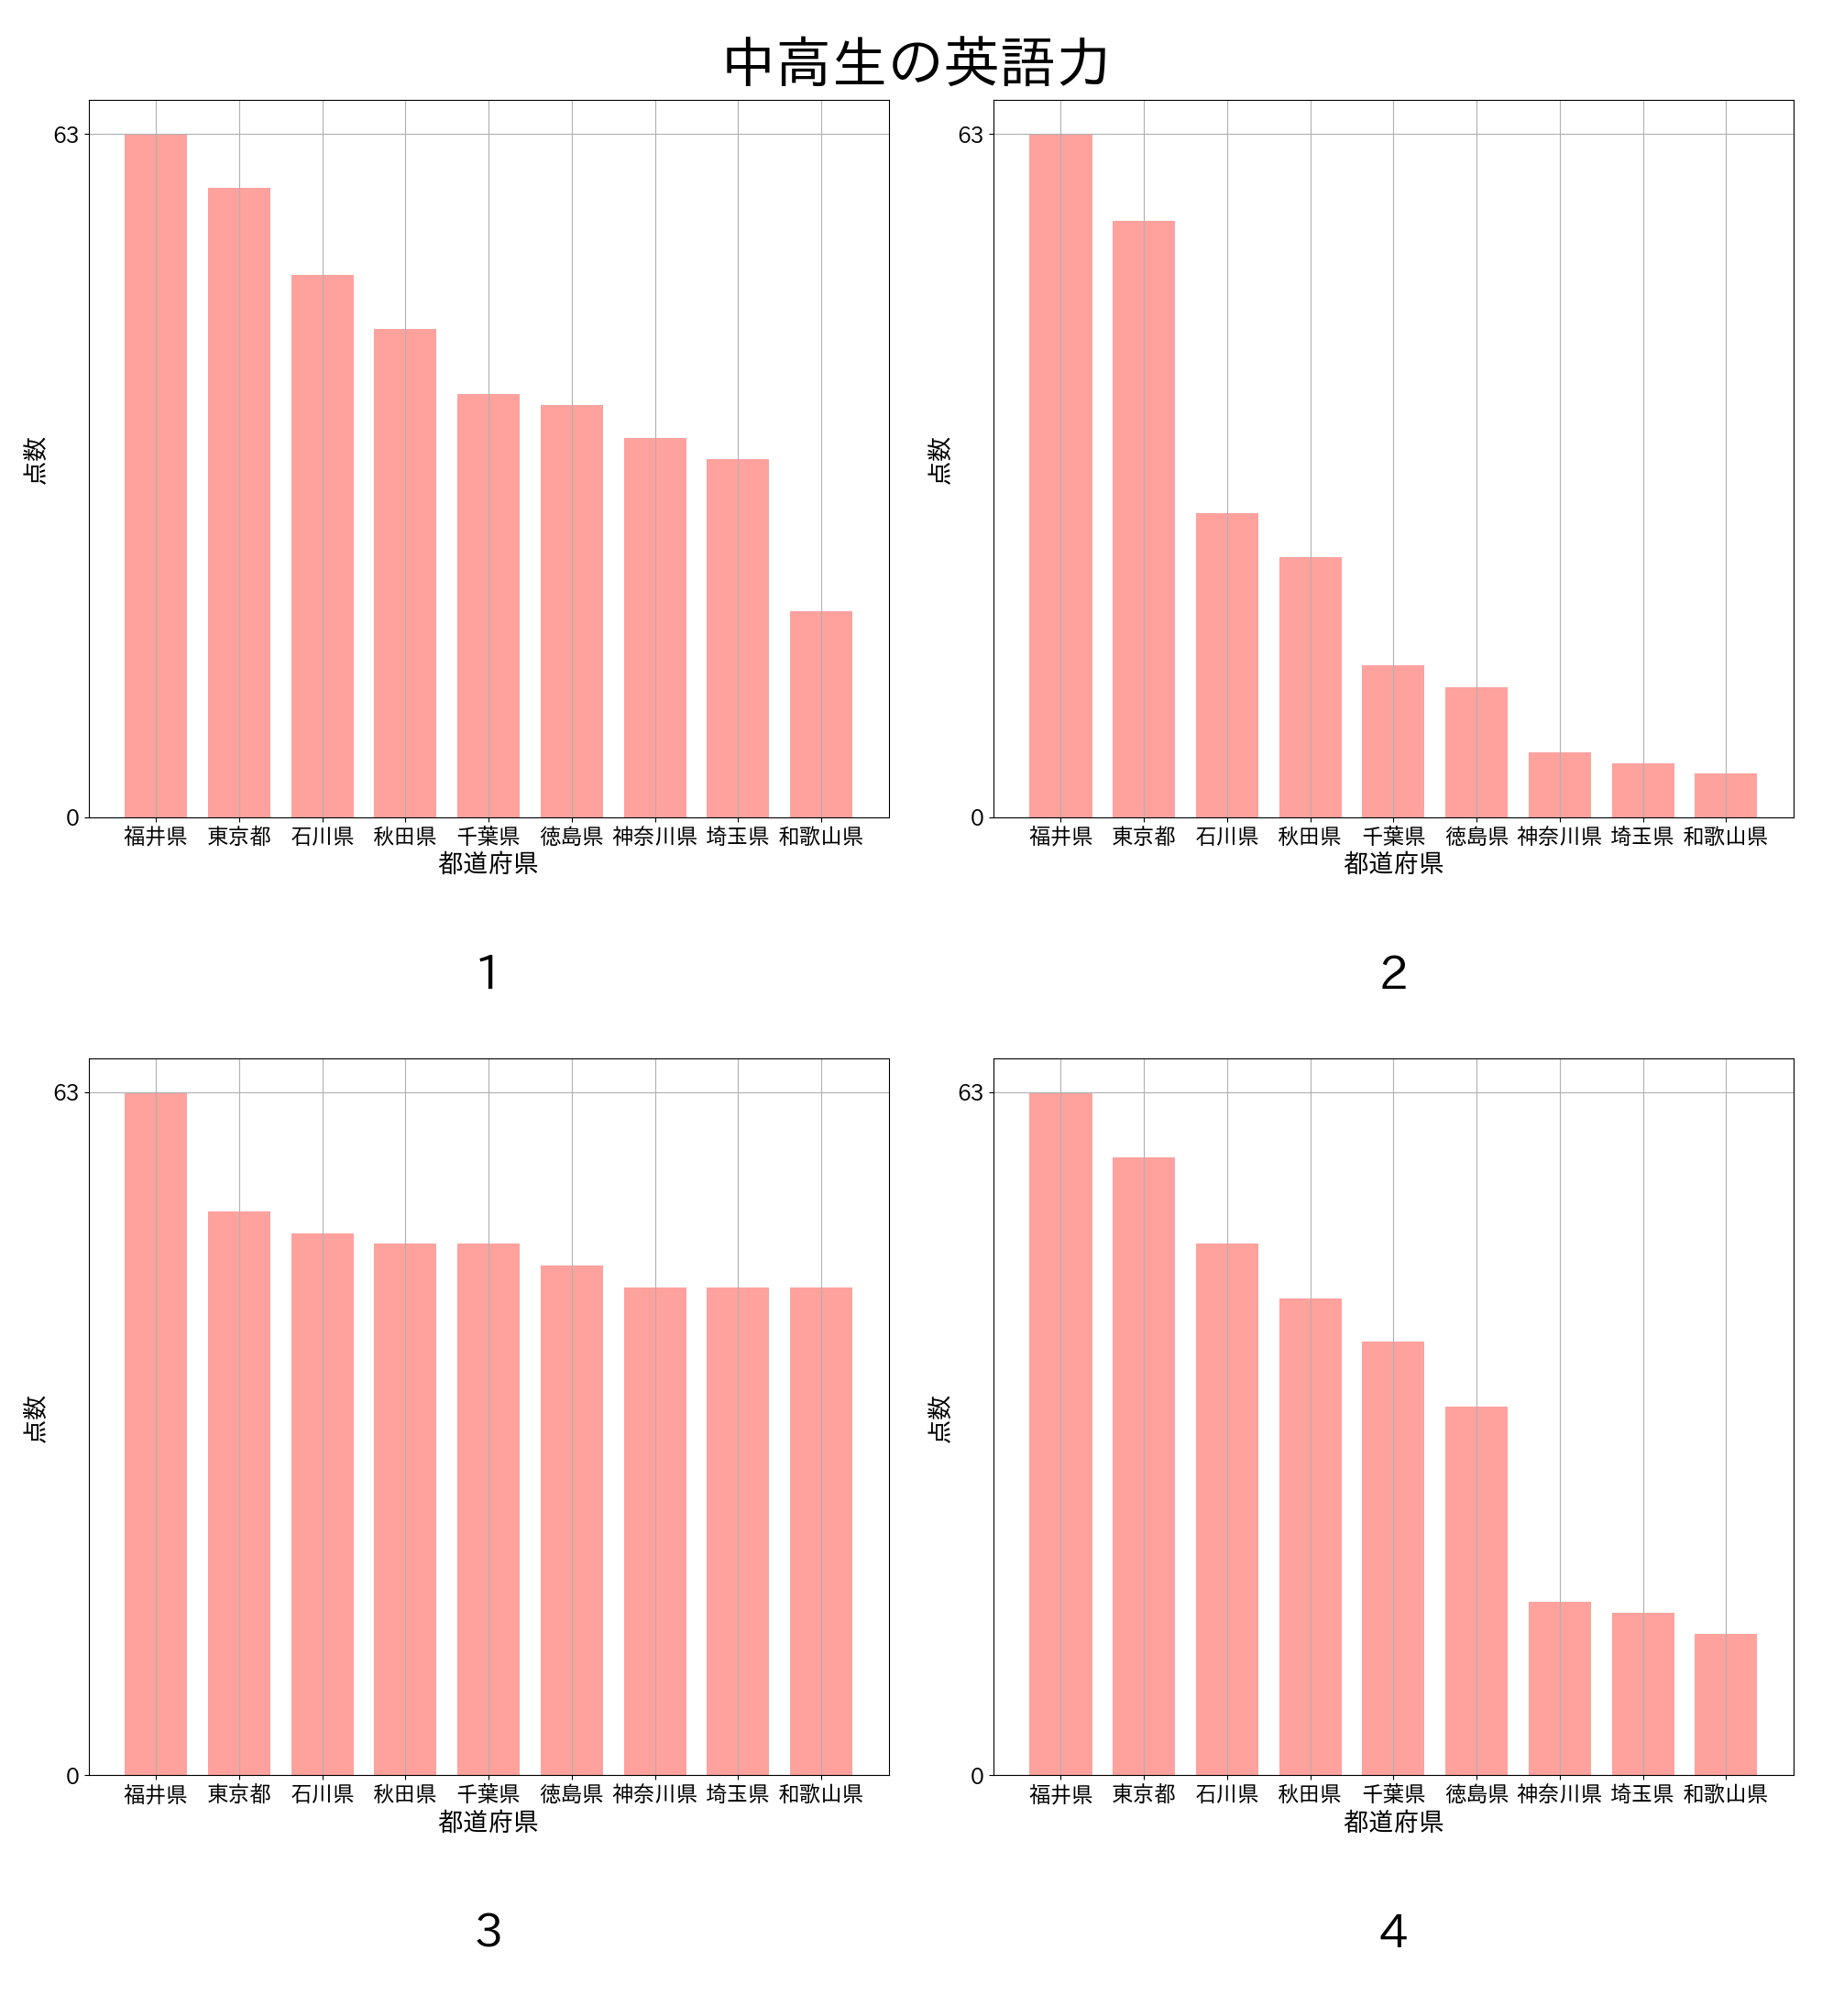 中高生の英語力
63
0
点数
福井県 東京都 石川県 秋田県 千葉県 徳島県 神奈川県 埼玉県 和歌山県
都道府県
1
63
0
点数
福井県 東京都 石川県 秋田県 千葉県 徳島県 神奈川県 埼玉県 和歌山県
都道府県
2
63
0
点数
福井県 東京都 石川県 秋田県 千葉県 徳島県 神奈川県 埼玉県 和歌山県
都道府県
3
63
0
点数
福井県 東京都 石川県 秋田県 千葉県 徳島県 神奈川県 埼玉県 和歌山県
都道府県
4